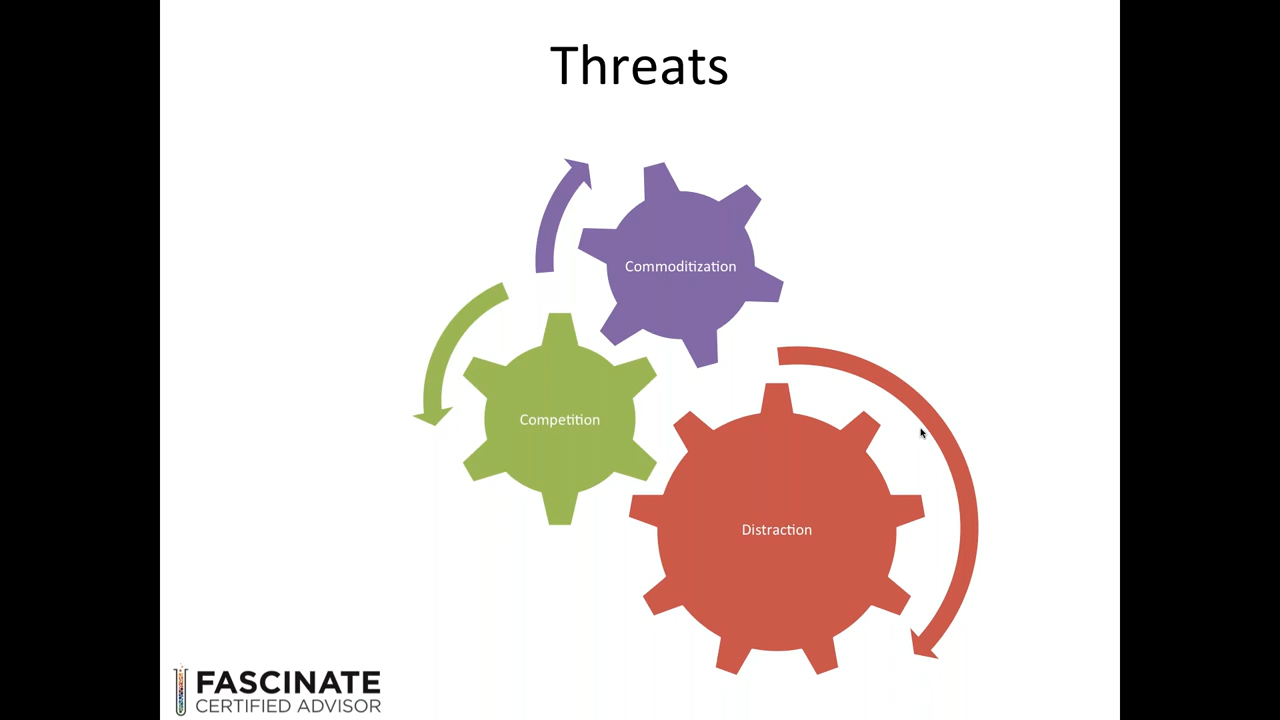 Threats
Commoditization
Competition
Distraction
FASCINATE
CERTIFIED ADVISOR